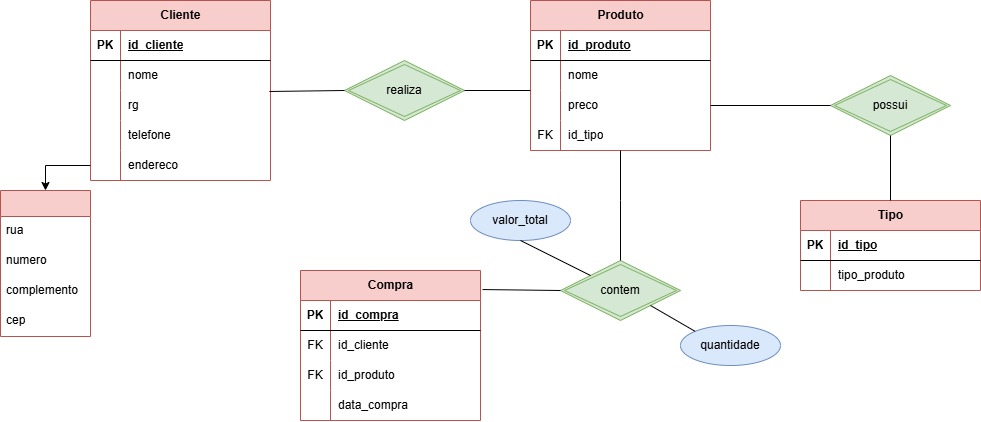 Cliente
PK id_cliente
nome
rg
telefone
endereco
rua
numero
complemento
cep
realiza
Produto
PK id_produto
nome
preco
FK id_tipo
possui
Tipo
PK id_tipo
tipo_produto
valor_total
contem
quantidade
Compra
PK id_compra
FK id_cliente
FK id_produto
data_compra